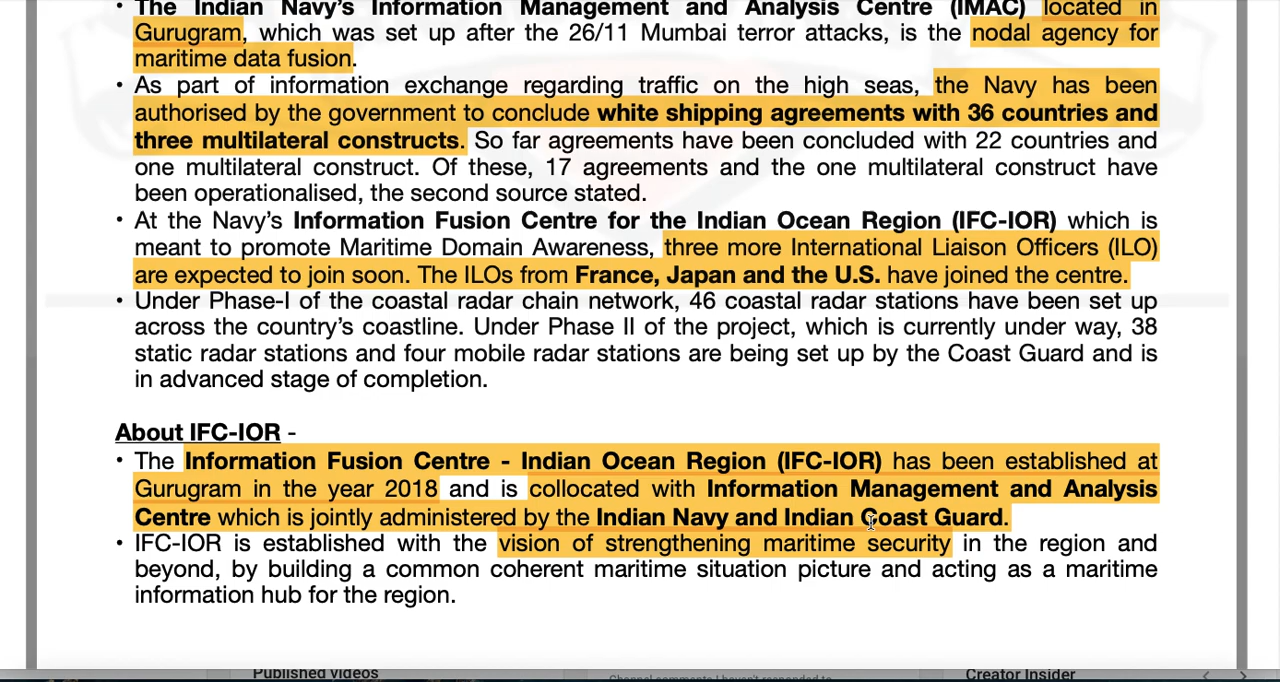 • The Indian Navy's Information Management and Analysis Centre (IMAC) located in
Gurugram, which was set up after the 26/11 Mumbai terror attacks, is the nodal agency for
maritime data fusion.
• As part of information exchange regarding traffic on the high seas, the Navy has been
authorised by the government to conclude white shipping agreements with 36 countries and
three multilateral constructs. So far agreements have been concluded with 22 countries and
one multilateral construct. Of these, 17 agreements and the one multilateral construct have
been operationalised, the second source stated.
• At the Navy's Information Fusion Centre for the Indian Ocean Region (IFC-IOR) which is
meant to promote Maritime Domain Awareness, three more International Liaison Officers (ILO)
are expected to join soon. The ILOs from France, Japan and the U.S. have joined the centre.
• Under Phase-I of the coastal radar chain network, 46 coastal radar stations have been set up
across the country's coastline. Under Phase II of the project, which is currently under way, 38
static radar stations and four mobile radar stations are being set up by the Coast Guard and is
in advanced stage of completion.
About IFC-IOR -
• The Information Fusion Centre - Indian Ocean Region (IFC-IOR) has been established at
Gurugram in the year 2018 and is collocated with Information Management and Analysis
Centre which is jointly administered by the Indian Navy and Indian Coast Guard.
• IFC-IOR is established with the vision of strengthening maritime security in the region and
beyond, by building a common coherent maritime situation picture and acting as a maritime
information hub for the region.
Published videos
Channel comments I haven't responded to
Creator Insider